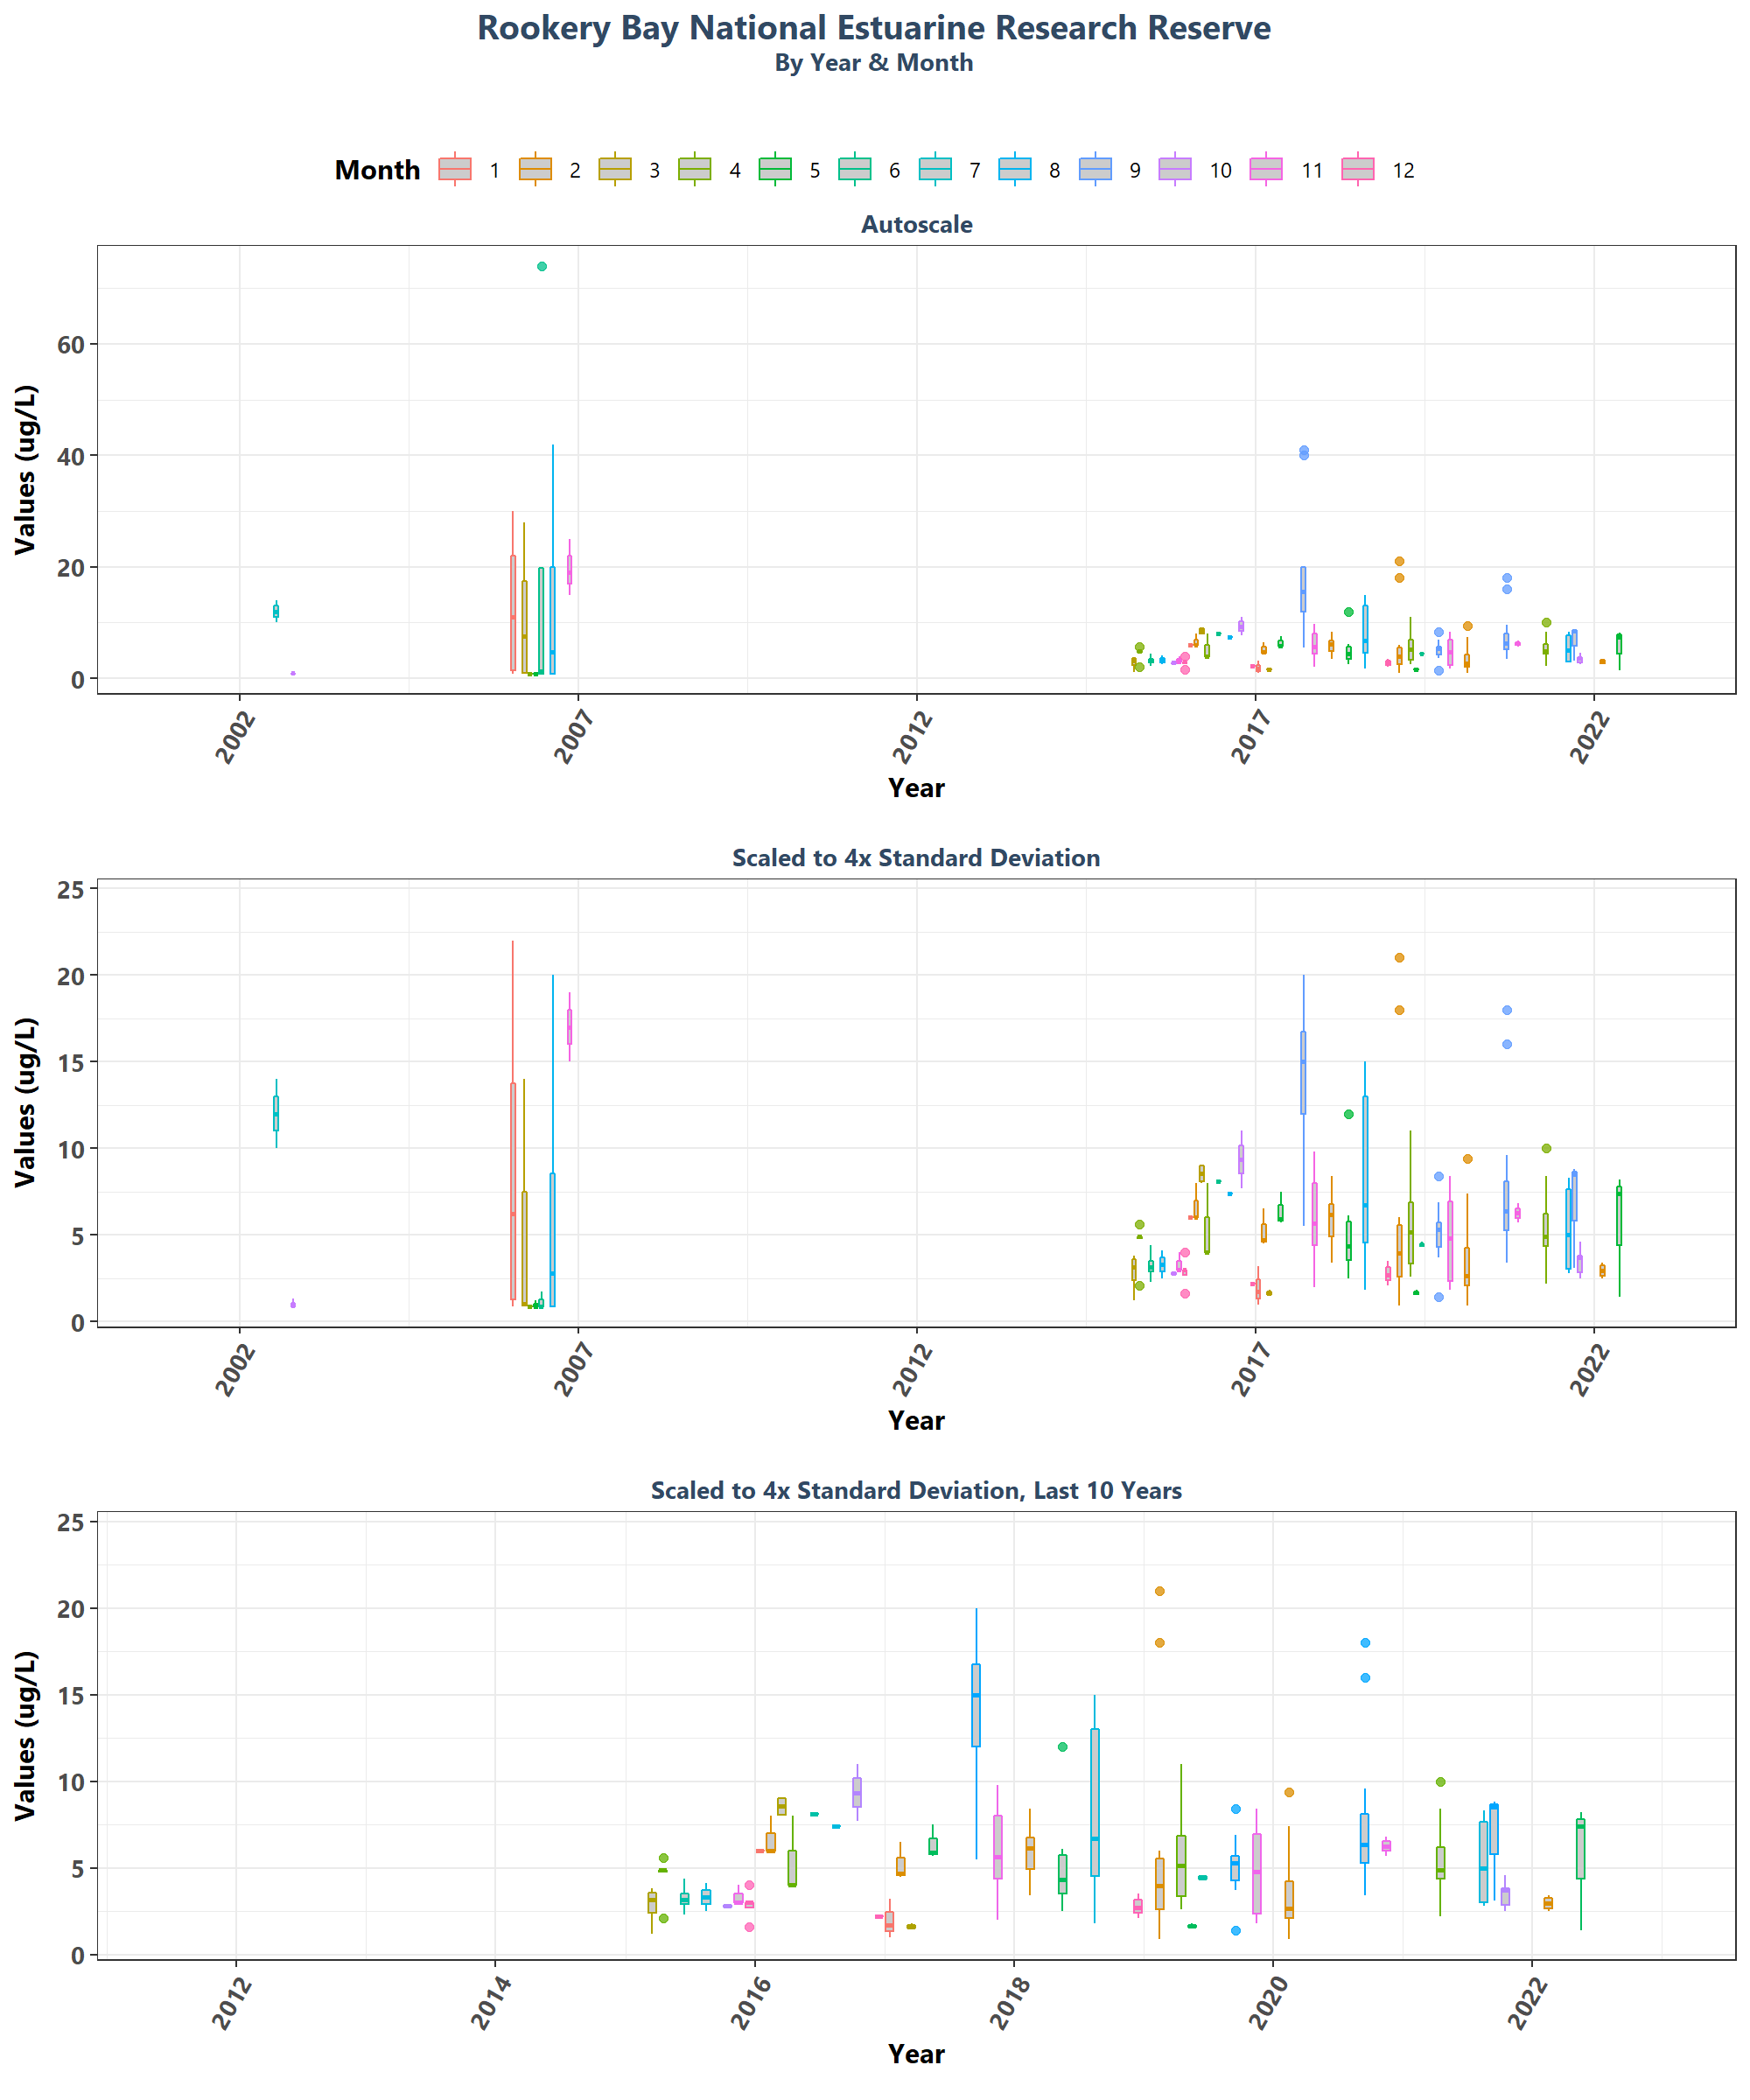 Rookery Bay National Estuarine Research Reserve
By Year & Month
Month 1 2 3 4 5 6 7 8 9 10 11 12
Autoscale
Values (ug/L)
60
40
20
0
2002 2007 2012 2017 2022
Year
Scaled to 4x Standard Deviation
Values (ug/L)
25
20
15
10
5
0
2002 2007 2012 2017 2022
Year
Scaled to 4x Standard Deviation, Last 10 Years
Values (ug/L)
25
20
15
10
5
0
2012 2014 2016 2018 2020 2022
Year